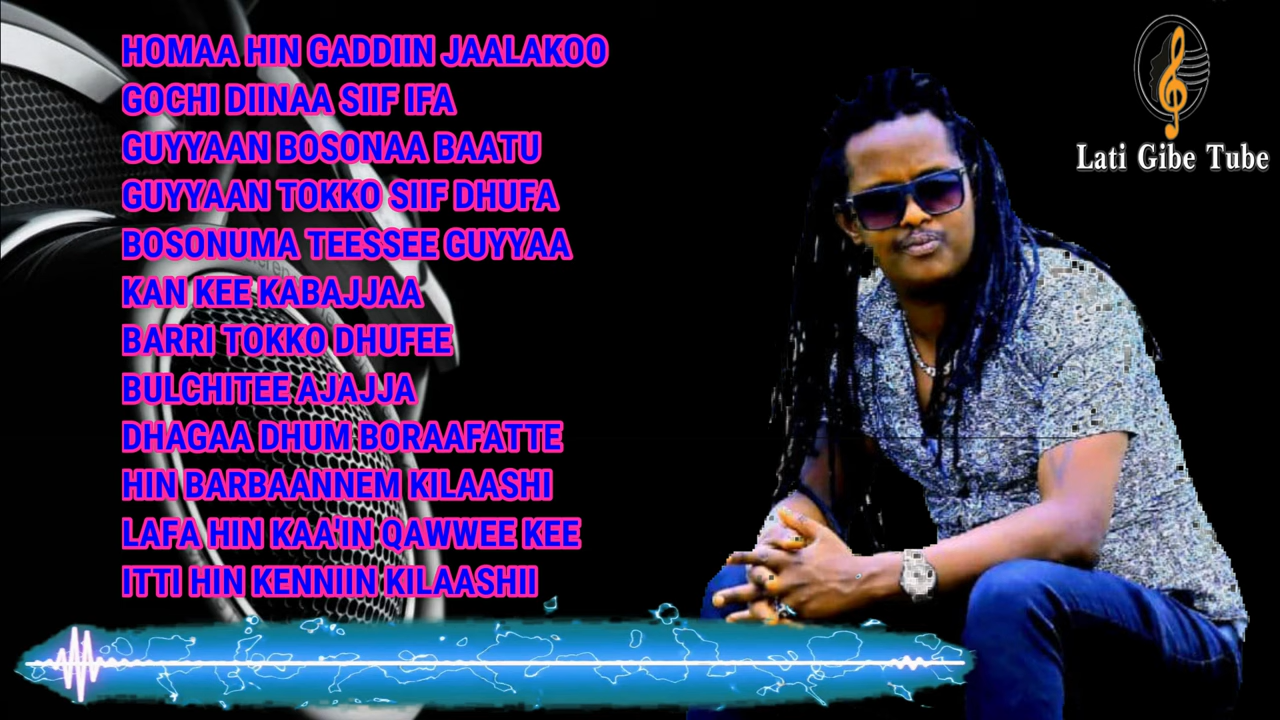 HOMAA HIN GADDIIN JAALAKOO
GOCHI DIINAA SIIF IFA
GUYYAAN BOSONAA BAATU
GUYYAAN TOKKO SIIF DHUFA
BOSONUMA TEESSEE GUYYAA
KAN KEE KABAJJAA
BARRI TOKKO DHUFEE
BULCHITEE AJAJJA
DHAGAA DHUM BORAAFATTE
HIN BARBAANNEM KILAASHI
LAFA HIN KAA'IN QAWWEE KEE
ITTI HIN KENNIIN KILAASHII
Lati Gibe Tube